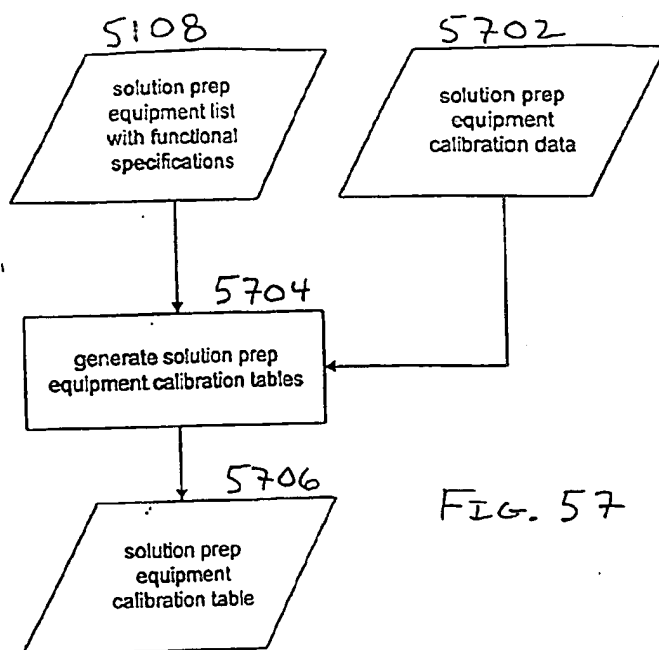 5108
solution prep
equipment list
with functional
specifications
5702
solution prep
equipment
calibration data
5704
generate solution prep
equipment calibration tables
5706
solution prep
equipment
calibration table
FIG. 57